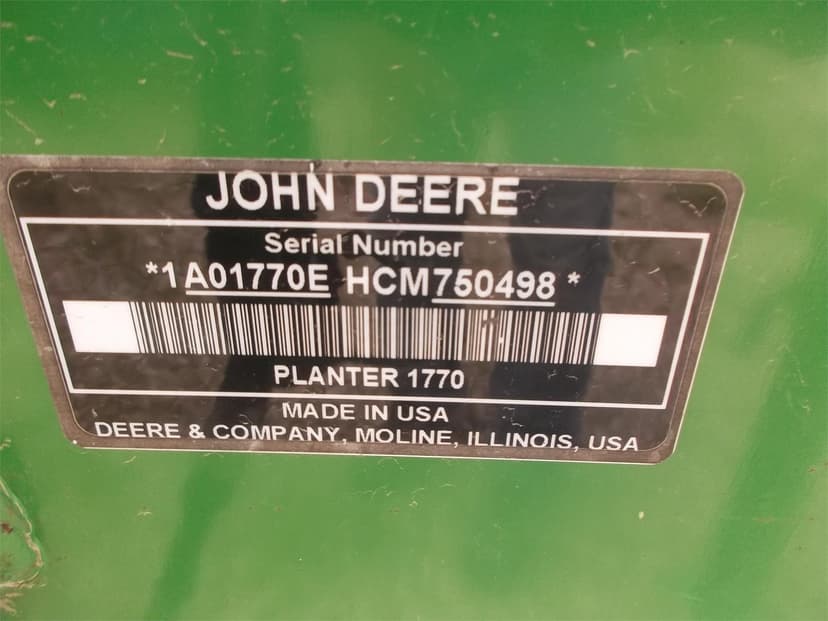 JOHN DEERE
Serial Number
*1A01770E HCM750498*
PLANTER 1770
MADE IN USA
DEERE & COMPANY, MOLINE, ILLINOIS, USA